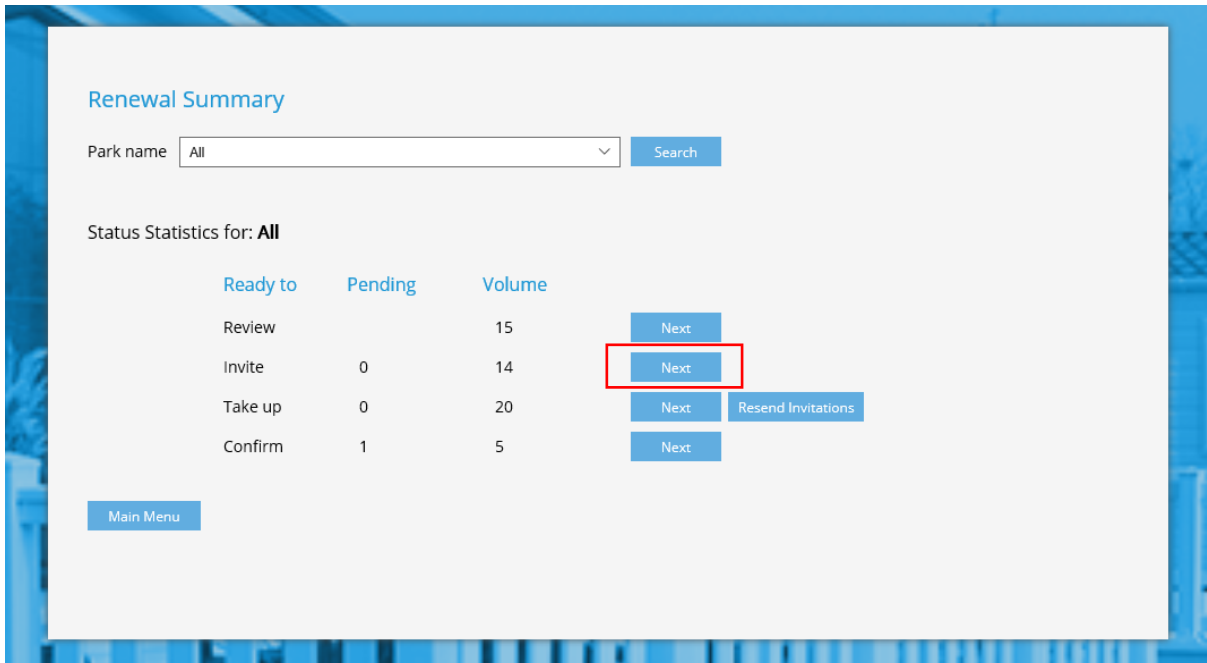 Renewal Summary
Park name All Search
Status Statistics for: All
Ready to Pending Volume
Review 15 Next
Invite 0 14 Next
Take up 0 20 Next Resend Invitations
Confirm 1 5 Next
Main Menu